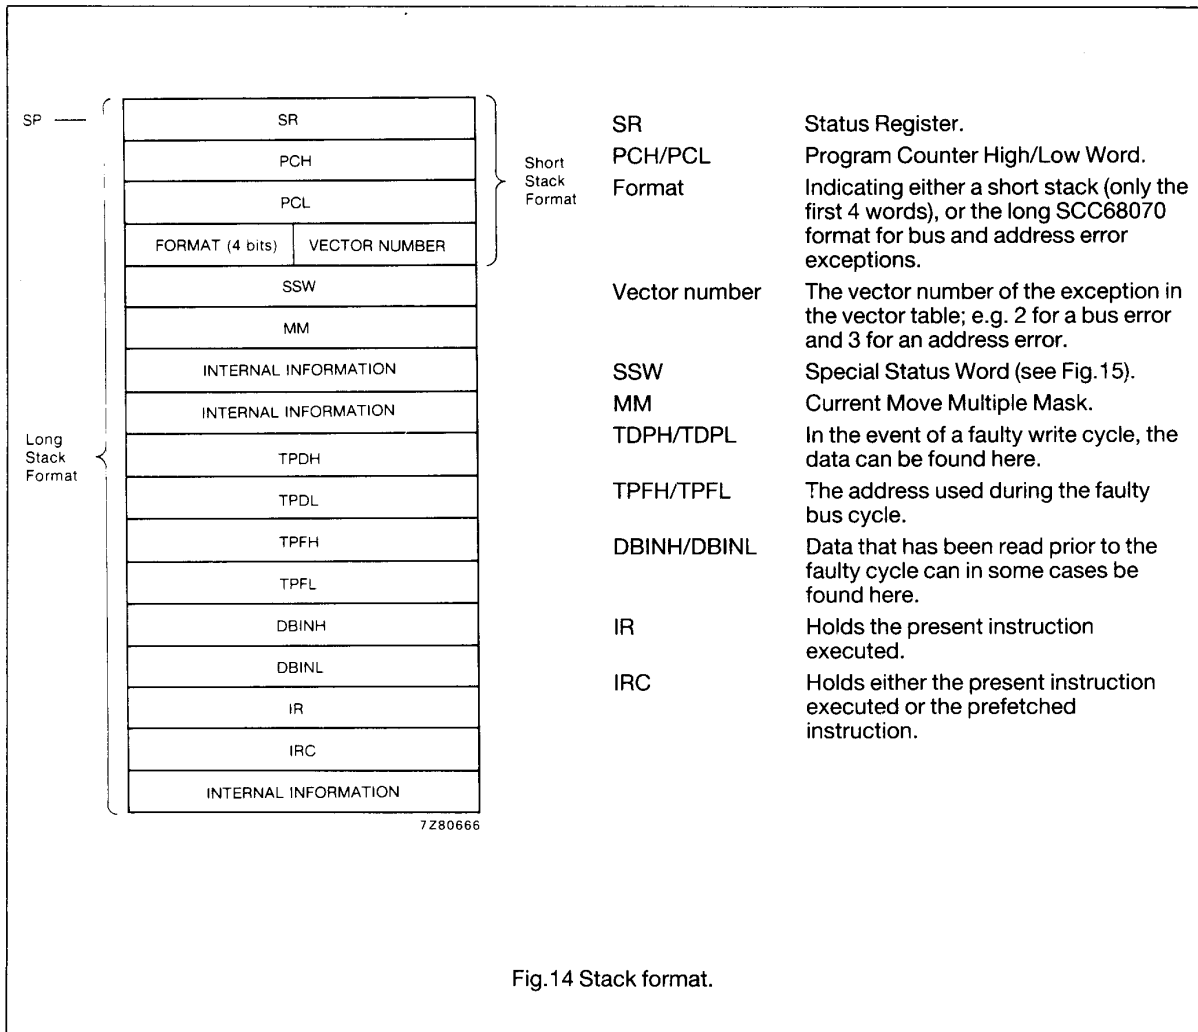 SP
SR
PCH
PCL
FORMAT (4 bits) VECTOR NUMBER
SSW
MM
INTERNAL INFORMATION
INTERNAL INFORMATION
TPDH
TPDL
TPFH
TPFL
DBINH
DBINL
IR
IRC
INTERNAL INFORMATION
7Z80666
Short
Stack
Format
Long
Stack
Format
SR Status Register.
PCH/PCL Program Counter High/Low Word.
Format Indicating either a short stack (only the
first 4 words), or the long SCC68070
format for bus and address error
exceptions.
Vector number The vector number of the exception in
the vector table; e.g. 2 for a bus error
and 3 for an address error.
SSW Special Status Word (see Fig.15).
MM Current Move Multiple Mask.
TDPH/TDPL In the event of a faulty write cycle, the
data can be found here.
TPFH/TPFL The address used during the faulty
bus cycle.
DBINH/DBINL Data that has been read prior to the
faulty cycle can in some cases be
found here.
IR Holds the present instruction
executed.
IRC Holds either the present instruction
executed or the prefetched
instruction.
Fig.14 Stack format.